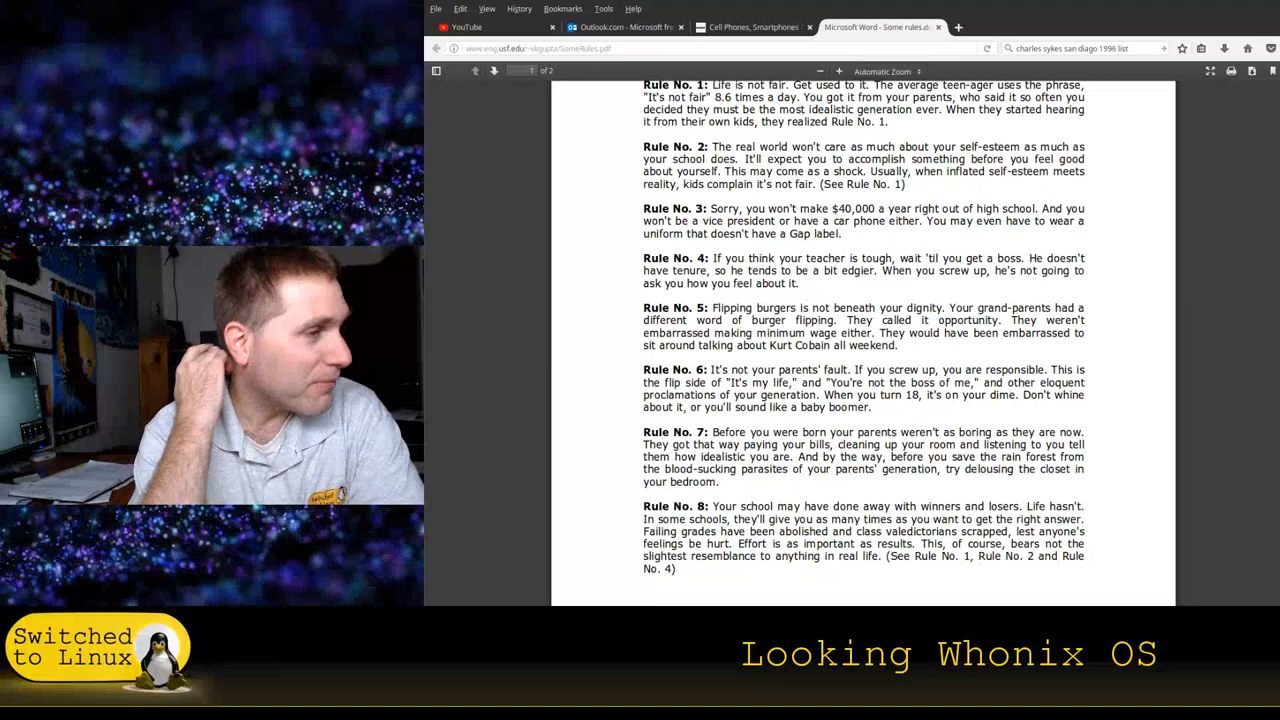 File Edit View History Bookmarks Tools Help
YouTube
Outlook.com - Microsoft fre
Cell Phones, Smartphones
Microsoft Word - Some rules.d
www.eng.usf.edu/~vkgupta/SomeRules.pdf
charles sykes san diago 1996 list
1 of 2
Automatic Zoom
Rule No. 1: Life is not fair. Get used to it. The average teen-ager uses the phrase,
"It's not fair" 8.6 times a day. You got it from your parents, who said it so often you
decided they must be the most idealistic generation ever. When they started hearing
it from their own kids, they realized Rule No. 1.
Rule No. 2: The real world won't care as much about your self-esteem as much as
your school does. It'll expect you to accomplish something before you feel good
about yourself. This may come as a shock. Usually, when inflated self-esteem meets
reality, kids complain it's not fair. (See Rule No. 1)
Rule No. 3: Sorry, you won't make $40,000 a year right out of high school. And you
won't be a vice president or have a car phone either. You may even have to wear a
uniform that doesn't have a Gap label.
Rule No. 4: If you think your teacher is tough, wait 'til you get a boss. He doesn't
have tenure, so he tends to be a bit edgier. When you screw up, he's not going to
ask you how you feel about it.
Rule No. 5: Flipping burgers is not beneath your dignity. Your grand-parents had a
different word of burger flipping. They called it opportunity. They weren't
embarrassed making minimum wage either. They would have been embarrassed to
sit around talking about Kurt Cobain all weekend.
Rule No. 6: It's not your parents' fault. If you screw up, you are responsible. This is
the flip side of "It's my life," and "You're not the boss of me," and other eloquent
proclamations of your generation. When you turn 18, it's on your dime. Don't whine
about it, or you'll sound like a baby boomer.
Rule No. 7: Before you were born your parents weren't as boring as they are now.
They got that way paying your bills, cleaning up your room and listening to you tell
them how idealistic you are. And by the way, before you save the rain forest from
the blood-sucking parasites of your parents' generation, try delousing the closet in
your bedroom.
Rule No. 8: Your school may have done away with winners and losers. Life hasn't.
In some schools, they'll give you as many times as you want to get the right answer.
Failing grades have been abolished and class valedictorians scrapped, lest anyone's
feelings be hurt. Effort is as important as results. This, of course, bears not the
slightest resemblance to anything in real life. (See Rule No. 1, Rule No. 2 and Rule
No. 4)
Switched
Switched
to Linux
Looking Whonix OS